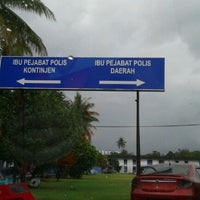 IBU PEJABAT POLIS
KONTINJEN
IBU PEJABAT POLIS
DAERAH